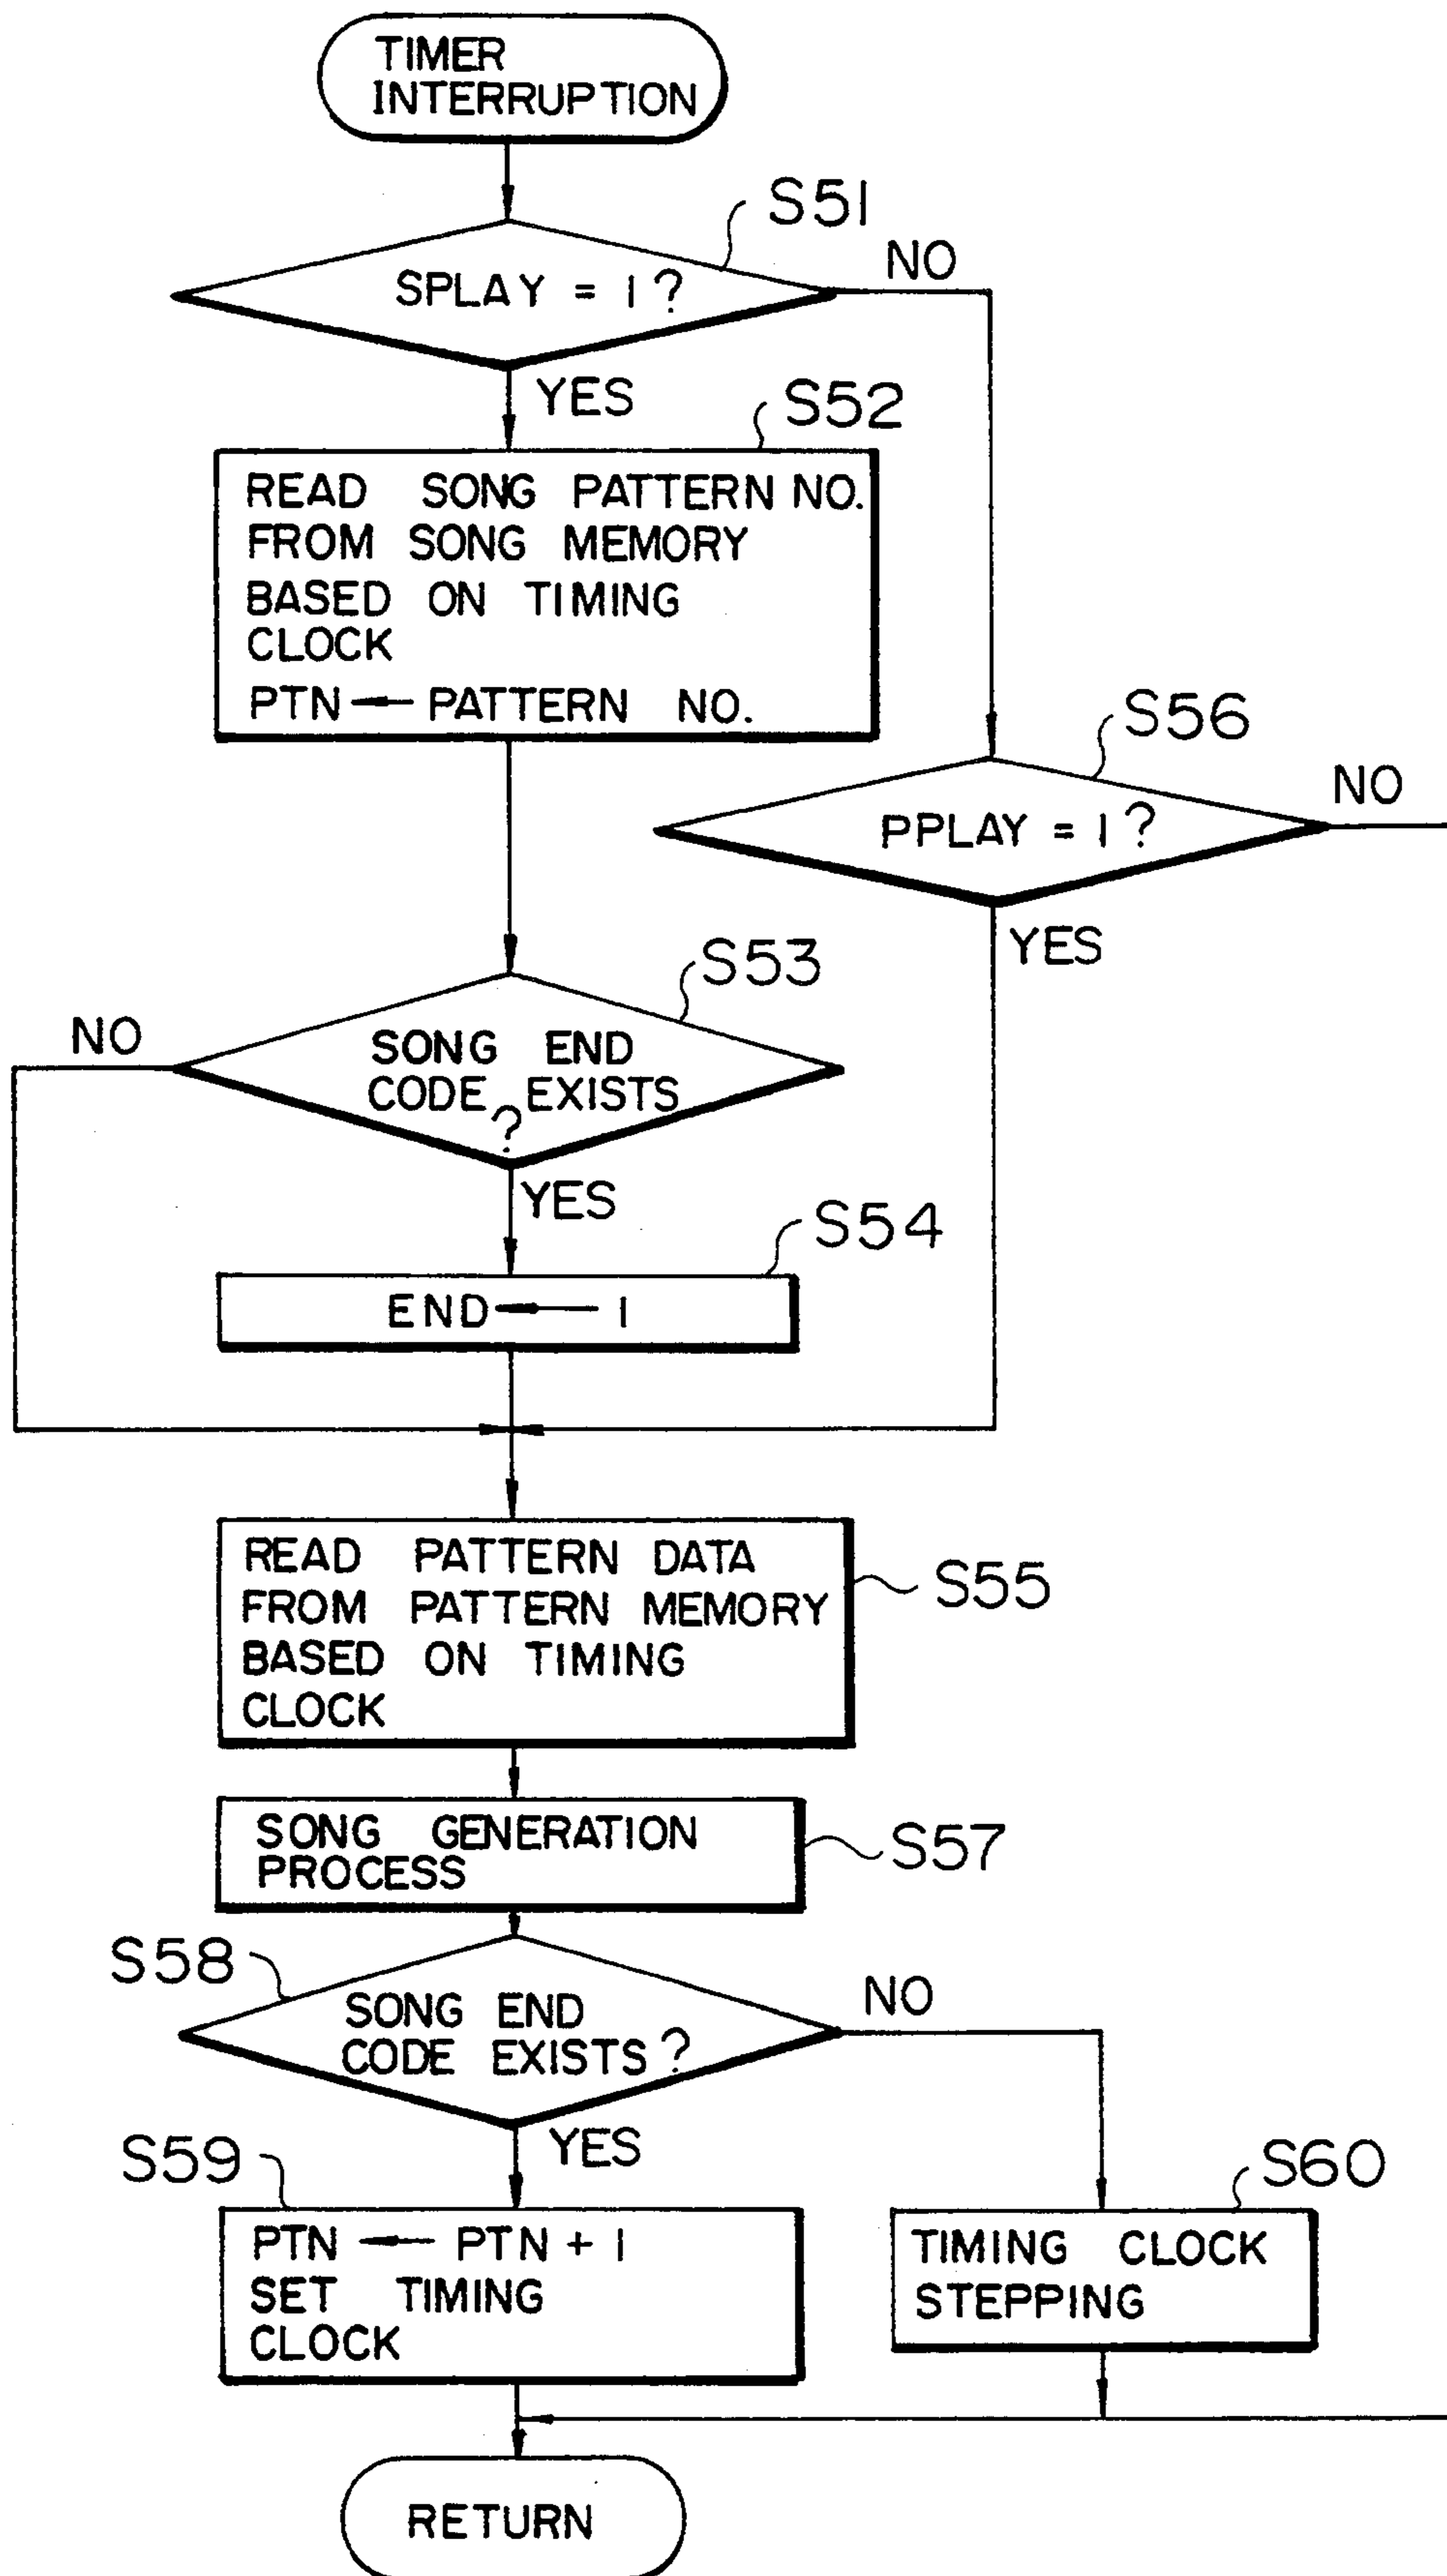 TIMER
INTERRUPTION
S51
SPLAY = 1 ?
NO
YES
S52
READ SONG PATTERN NO.
FROM SONG MEMORY
BASED ON TIMING
CLOCK
PTN ← PATTERN NO.
S56
PPLAY = 1 ?
NO
YES
S53
NO
SONG END
CODE EXISTS
?
YES
S54
END ← 1
READ PATTERN DATA
FROM PATTERN MEMORY
BASED ON TIMING
CLOCK
S55
SONG GENERATION
PROCESS
S57
S58
SONG END
CODE EXISTS ?
NO
YES
S59
PTN ← PTN + 1
SET TIMING
CLOCK
S60
TIMING CLOCK
STEPPING
RETURN